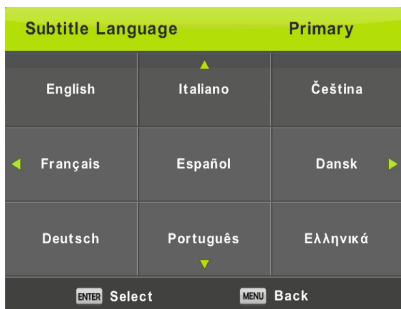 Subtitle Language Primary
English Italiano Čeština
Français Español Dansk
Deutsch Português Ελληνικά
ENTER Select MENU Back